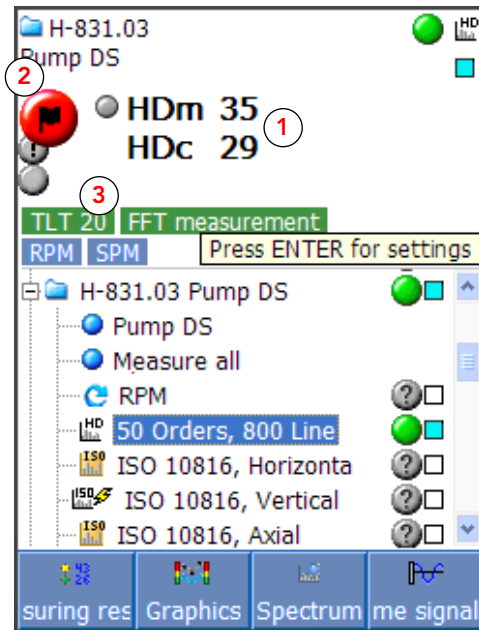 H-831.03
HD
Pump DS
2
HDm 35
1
HDc 29
3
TLT 20 FFT measurement
RPM SPM
Press ENTER for settings
H-831.03 Pump DS
Pump DS
Measure all
RPM
?
HD
50 Orders, 800 Line
ISO
ISO 10816, Horizonta
?
ISO
ISO 10816, Vertical
?
ISO
ISO 10816, Axial
?
43
26
suring res Graphics Spectrum me signal